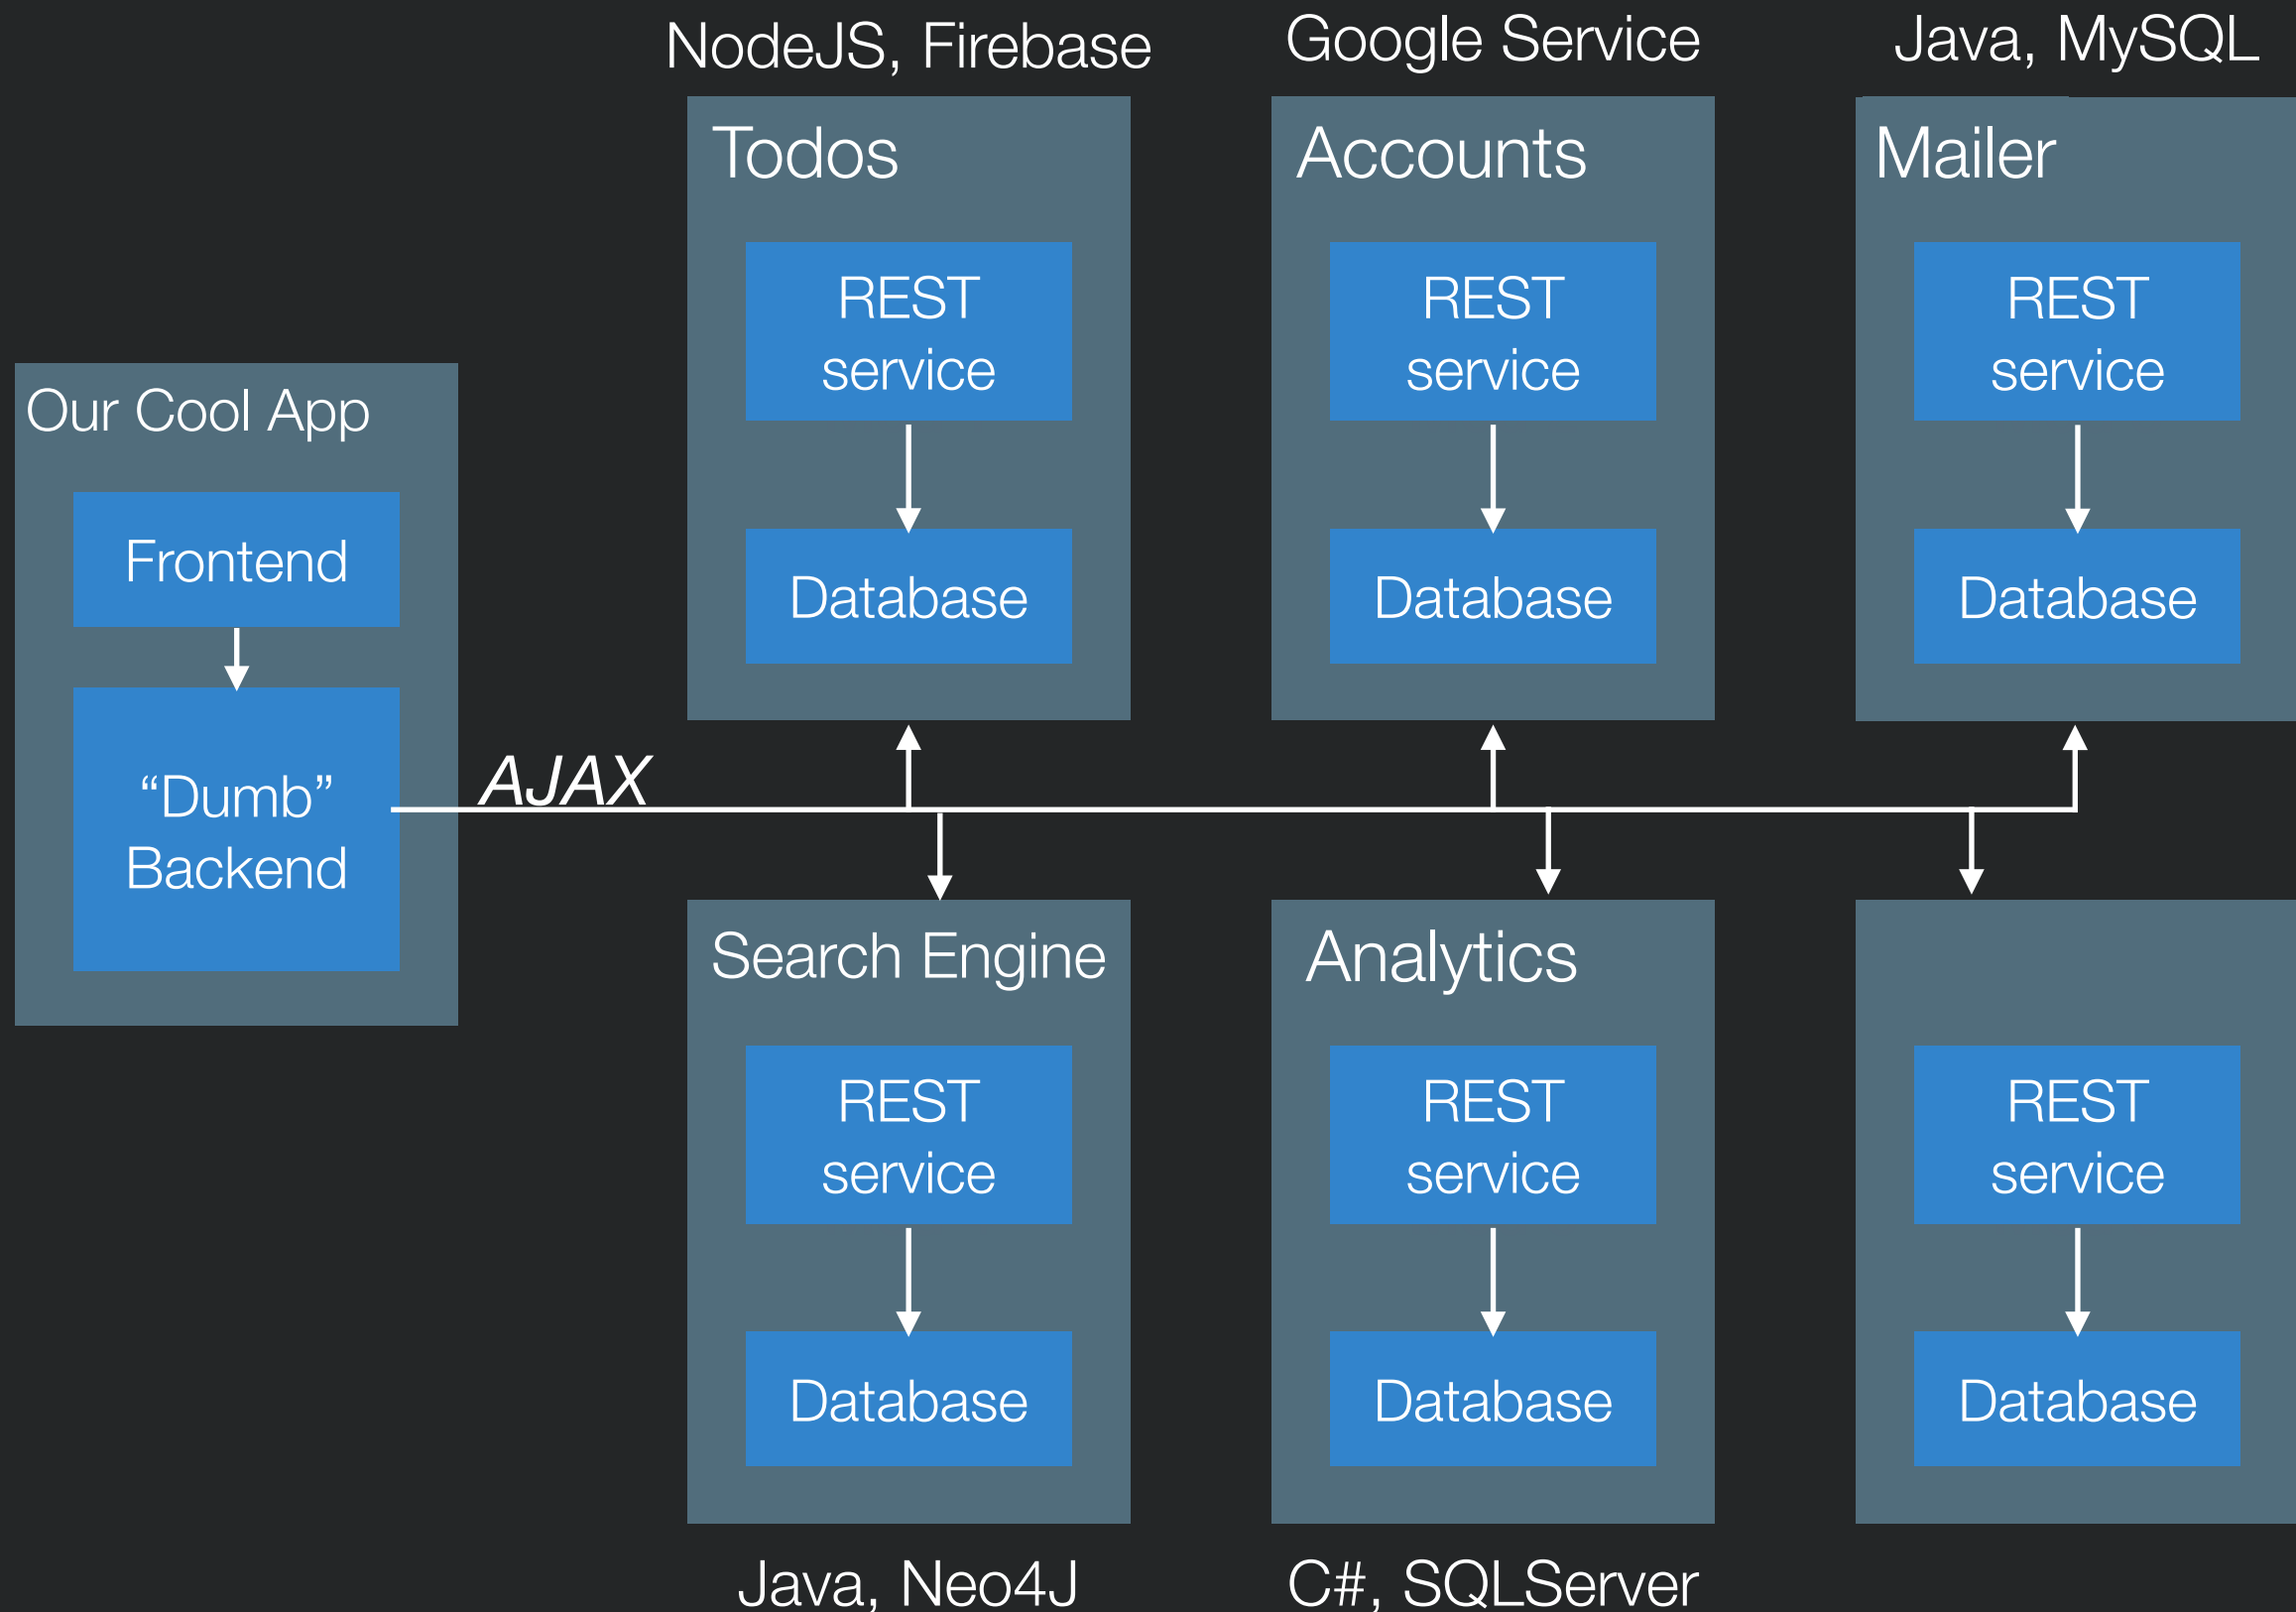 NodeJS, Firebase
Google Service
Java, MySQL
Todos
REST
service
Database
Accounts
REST
service
Database
Mailer
REST
service
Database
Our Cool App
Frontend
“Dumb”
Backend
AJAX
Search Engine
REST
service
Database
Analytics
REST
service
Database
REST
service
Database
Java, Neo4J
C#, SQLServer